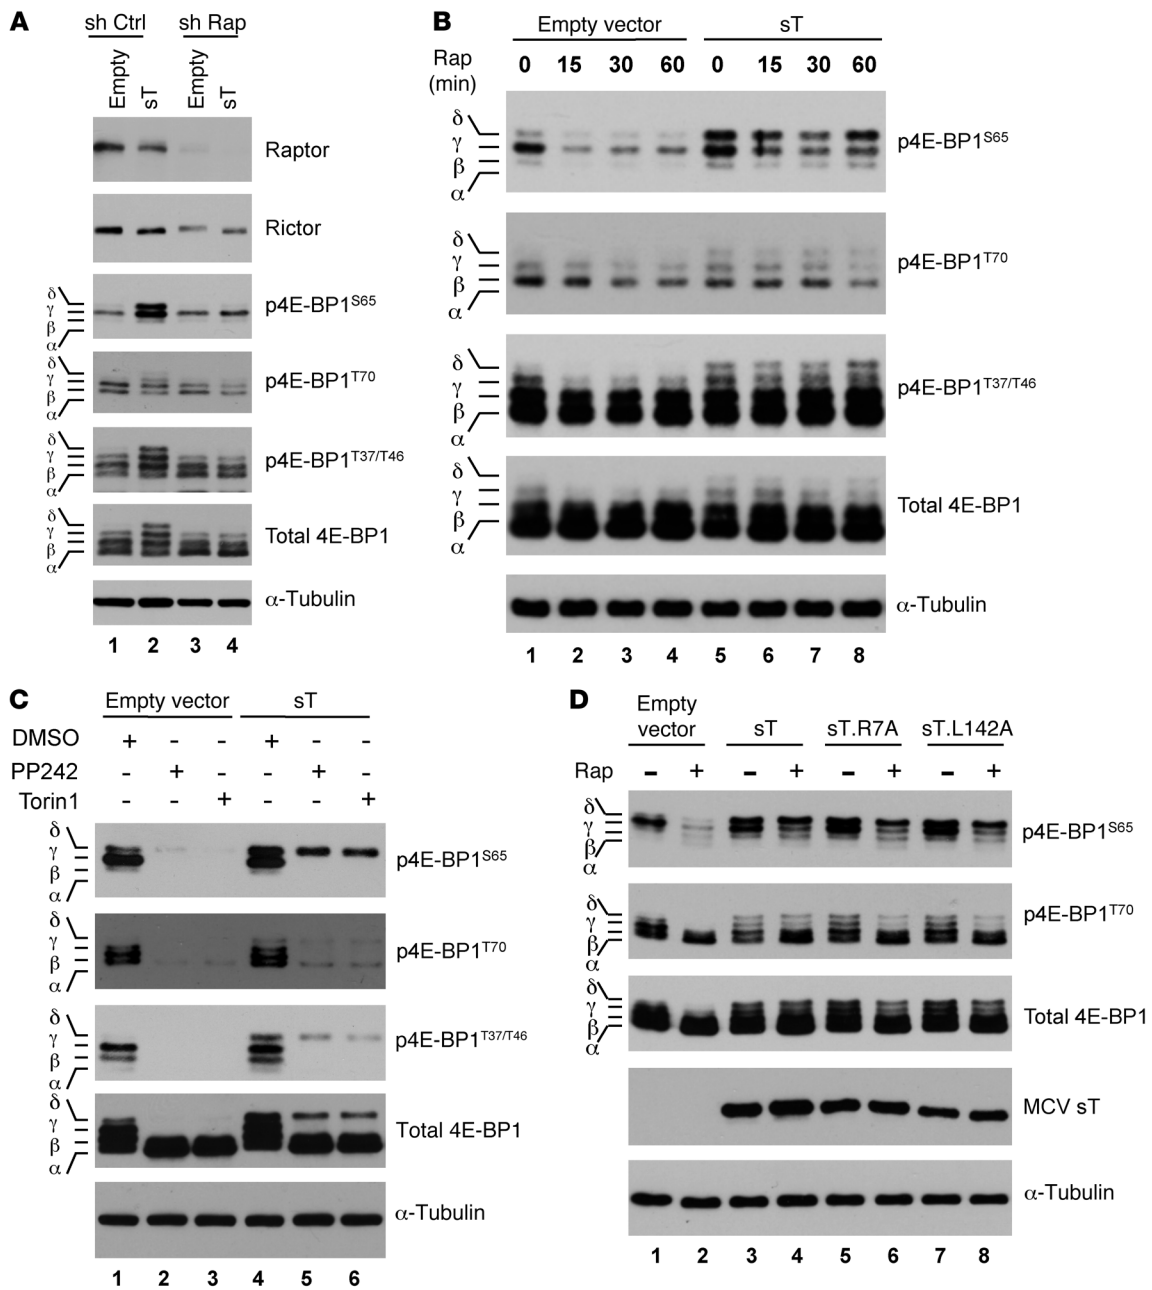 A
sh Ctrl sh Rap
Empty sT Empty sT
Raptor
Rictor
δ γ β α p4E-BP1S65
δ γ β α p4E-BP1T70
δ γ β α p4E-BP1T37/T46
δ γ β α Total 4E-BP1
α-Tubulin
1 2 3 4
B
Empty vector sT
Rap (min) 0 15 30 60 0 15 30 60
δ γ β α p4E-BP1S65
δ γ β α p4E-BP1T70
δ γ β α p4E-BP1T37/T46
δ γ β α Total 4E-BP1
α-Tubulin
1 2 3 4 5 6 7 8
C
Empty vector sT
DMSO + - - + - -
PP242 - + - - + -
Torin1 - - + - - +
δ γ β α p4E-BP1S65
δ γ β α p4E-BP1T70
δ γ β α p4E-BP1T37/T46
δ γ β α Total 4E-BP1
α-Tubulin
1 2 3 4 5 6
D
Empty
vector sT sT.R7A sT.L142A
Rap - + - + - + - +
δ γ β α p4E-BP1S65
δ γ β α p4E-BP1T70
δ γ β α Total 4E-BP1
MCV sT
α-Tubulin
1 2 3 4 5 6 7 8